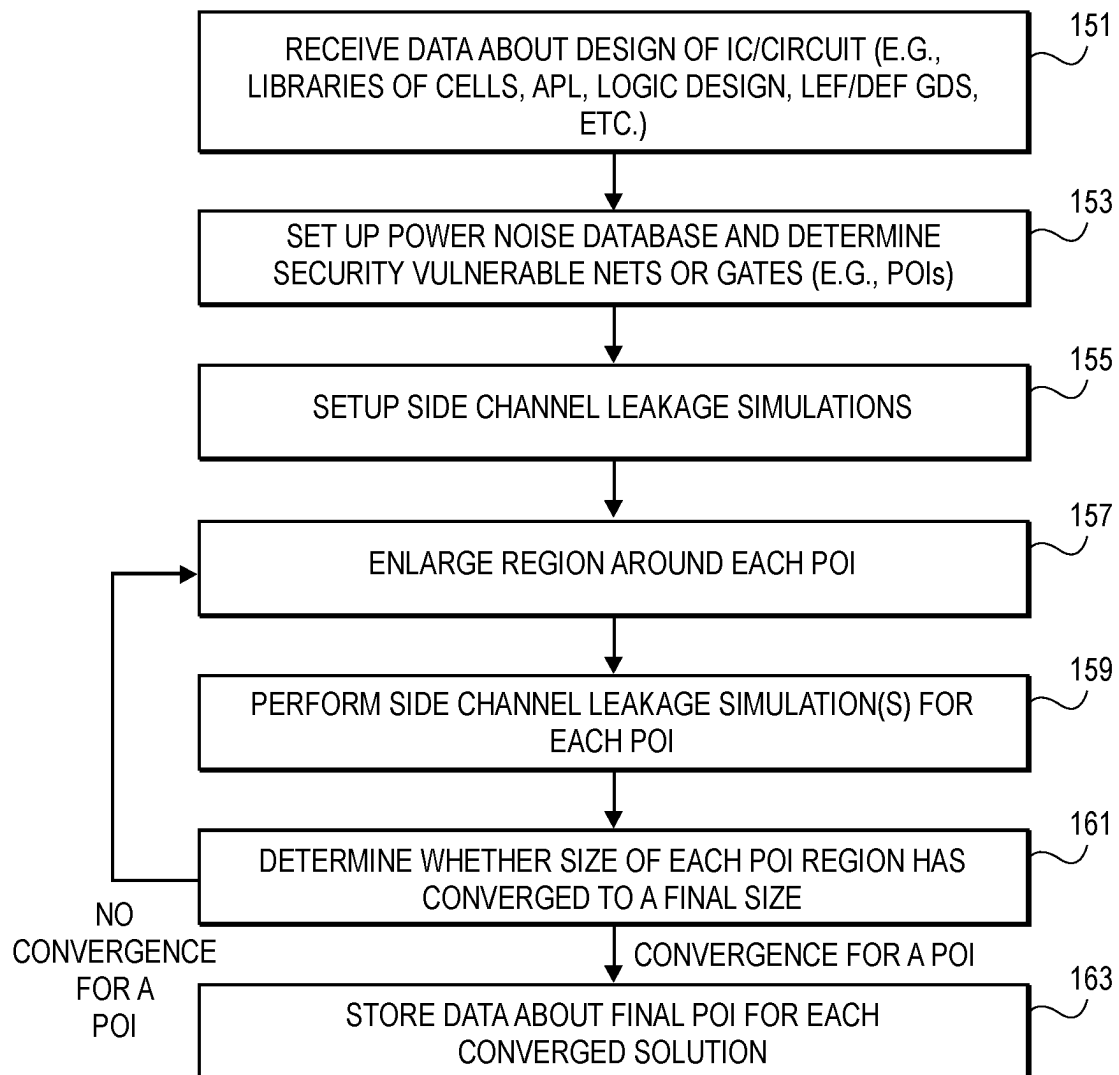 RECEIVE DATA ABOUT DESIGN OF IC/CIRCUIT (E.G.,
LIBRARIES OF CELLS, APL, LOGIC DESIGN, LEF/DEF GDS,
ETC.)
151
SET UP POWER NOISE DATABASE AND DETERMINE
SECURITY VULNERABLE NETS OR GATES (E.G., POIs)
153
SETUP SIDE CHANNEL LEAKAGE SIMULATIONS
155
ENLARGE REGION AROUND EACH POI
157
PERFORM SIDE CHANNEL LEAKAGE SIMULATION(S) FOR
EACH POI
159
DETERMINE WHETHER SIZE OF EACH POI REGION HAS
CONVERGED TO A FINAL SIZE
161
NO
CONVERGENCE
FOR A
POI
CONVERGENCE FOR A POI
STORE DATA ABOUT FINAL POI FOR EACH
CONVERGED SOLUTION
163